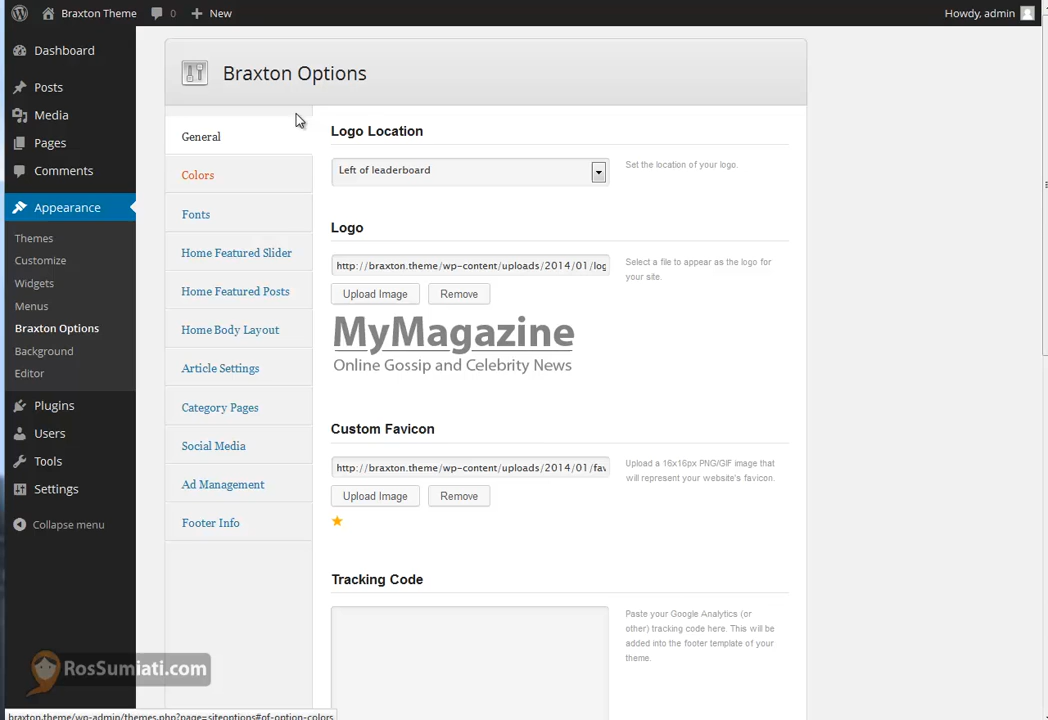 Braxton Theme
0
New
Howdy, admin
Dashboard
Posts
Media
Pages
Comments
Appearance
Themes
Customize
Widgets
Menus
Braxton Options
Background
Editor
Plugins
Users
Tools
Settings
Collapse menu
Braxton Options
General
Colors
Fonts
Home Featured Slider
Home Featured Posts
Home Body Layout
Article Settings
Category Pages
Social Media
Ad Management
Footer Info
Logo Location
Left of leaderboard
Set the location of your logo.
Logo
http://braxton.theme/wp-content/uploads/2014/01/log
Select a file to appear as the logo for
your site.
Upload Image
Remove
MyMagazine
Online Gossip and Celebrity News
Custom Favicon
http://braxton.theme/wp-content/uploads/2014/01/fav
Upload a 16x16px PNG/GIF image that
will represent your website's favicon.
Upload Image
Remove
Tracking Code
Paste your Google Analytics (or
other) tracking code here. This will be
added into the footer template of your
theme.
RosSumiati.com
braxton.theme/wp-admin/themes.php?page=siteoptions#of-option-colors